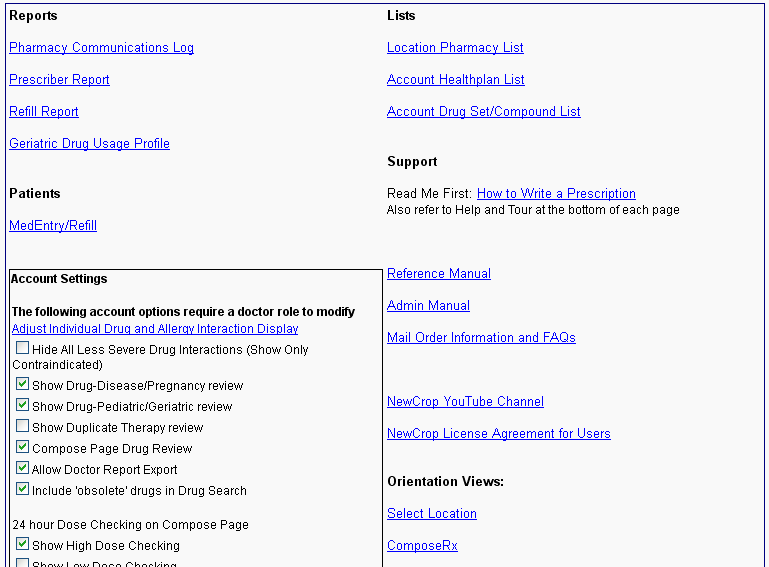 Reports
Pharmacy Communications Log
Prescriber Report
Refill Report
Geriatric Drug Usage Profile
Patients
MedEntry/Refill
Account Settings
The following account options require a doctor role to modify
Adjust Individual Drug and Allergy Interaction Display
Hide All Less Severe Drug Interactions (Show Only
Contraindicated)
Show Drug-Disease/Pregnancy review
Show Drug-Pediatric/Geriatric review
Show Duplicate Therapy review
Compose Page Drug Review
Allow Doctor Report Export
Include 'obsolete' drugs in Drug Search
24 hour Dose Checking on Compose Page
Show High Dose Checking
Show Low Dose Checking
Lists
Location Pharmacy List
Account Healthplan List
Account Drug Set/Compound List
Support
Read Me First: How to Write a Prescription
Also refer to Help and Tour at the bottom of each page
Reference Manual
Admin Manual
Mail Order Information and FAQs
NewCrop YouTube Channel
NewCrop License Agreement for Users
Orientation Views:
Select Location
ComposeRx